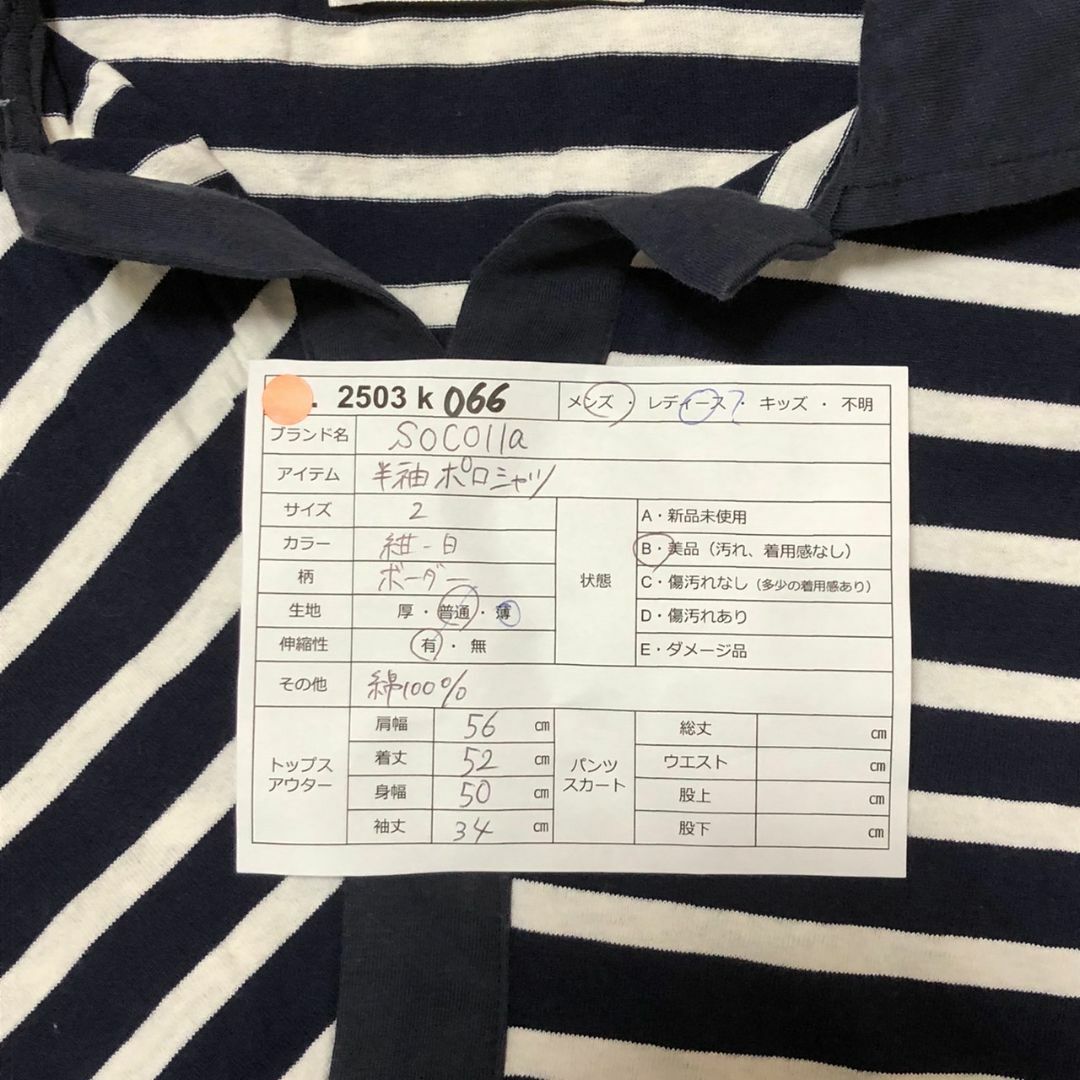 2503 k 066 メンズ ・ レディース ・ ? キッズ ・ 不明
ブランド名 SOCOlla
アイテム 半袖 ポロシャツ
サイズ 2
カラー 紺-白
柄 ボーダー
生地 厚・普通・薄
伸縮性 有・無
状態
A・新品未使用
B・美品（汚れ、着用感なし）
C・傷汚れなし（多少の着用感あり）
D・傷汚れあり
E・ダメージ品
その他 綿100%
トップス
アウター
肩幅 56 cm
着丈 52 cm
身幅 50 cm
袖丈 34 cm
パンツ
スカート
総丈 cm
ウエスト cm
股上 cm
股下 cm